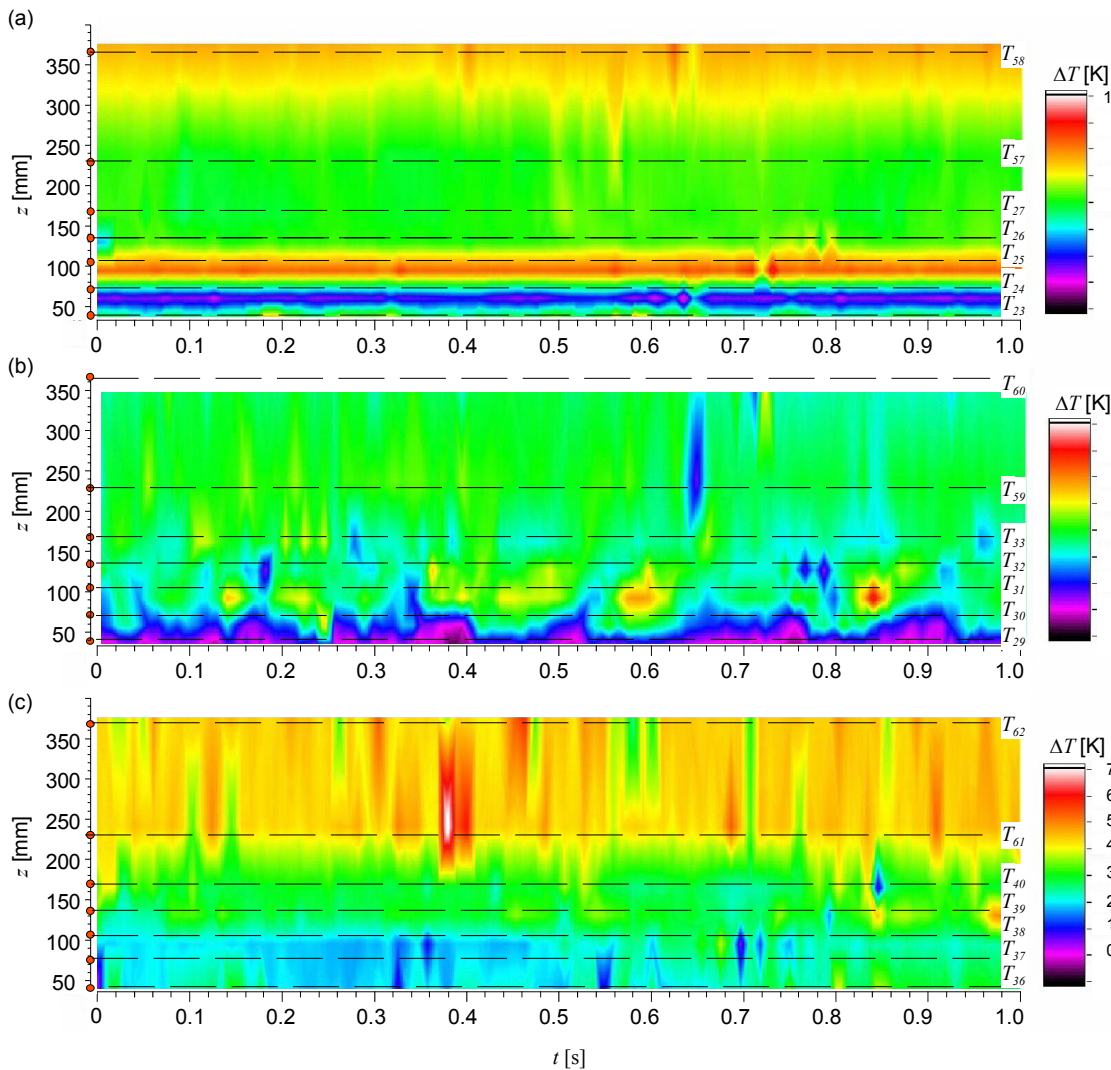 (a)
350
300
250
200
150
100
50
z [mm]
T58
T57
T27
T26
T25
T24
T23
ΔT [K]
1
0 0.1 0.2 0.3 0.4 0.5 0.6 0.7 0.8 0.9 1.0
(b)
350
300
250
200
150
100
50
z [mm]
T60
T59
T33
T32
T31
T30
T29
ΔT [K]
0 0.1 0.2 0.3 0.4 0.5 0.6 0.7 0.8 0.9 1.0
(c)
350
300
250
200
150
100
50
z [mm]
T62
T61
T40
T39
T38
T37
T36
ΔT [K]
7
6
5
4
3
2
1
0
0 0.1 0.2 0.3 0.4 0.5 0.6 0.7 0.8 0.9 1.0
t [s]